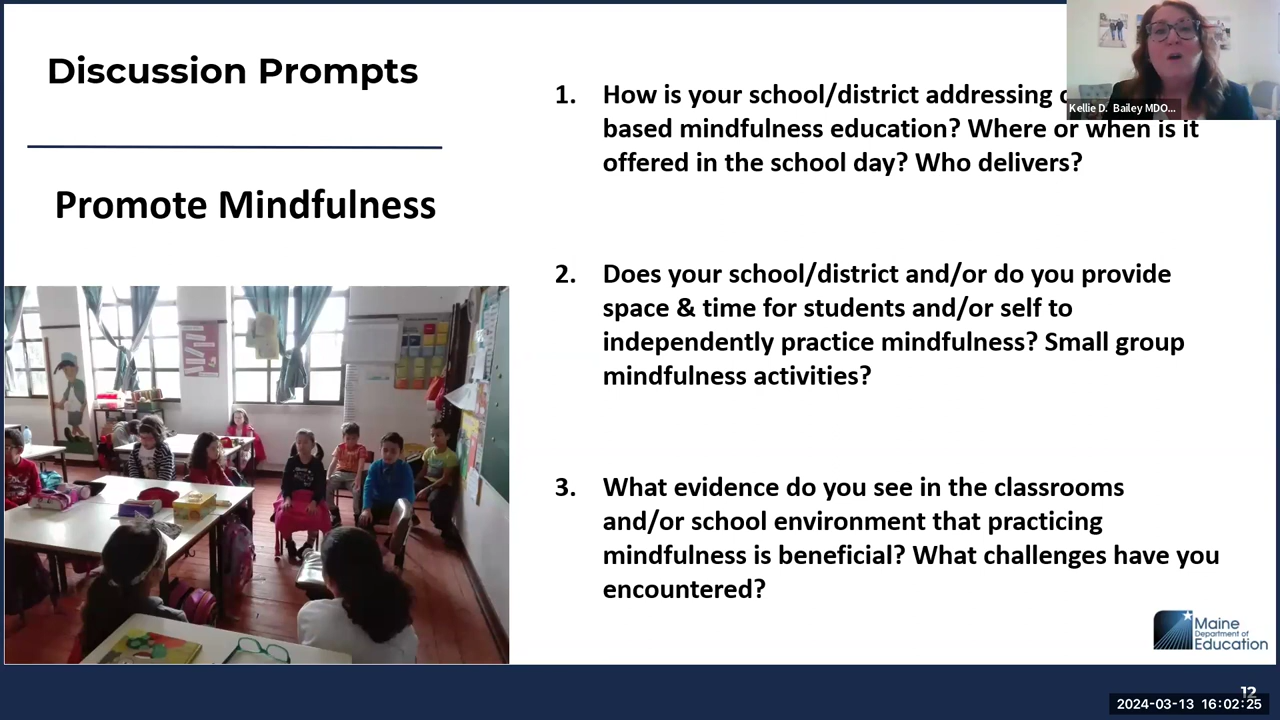 Discussion Prompts
Promote Mindfulness
1. How is your school/district addressing
based mindfulness education? Where or when is it
offered in the school day? Who delivers?
2. Does your school/district and/or do you provide
space & time for students and/or self to
independently practice mindfulness? Small group
mindfulness activities?
3. What evidence do you see in the classrooms
and/or school environment that practicing
mindfulness is beneficial? What challenges have you
encountered?
Kellie D. Bailey MDO...
Maine
Department of
Education
12
2024-03-13 16:02:25